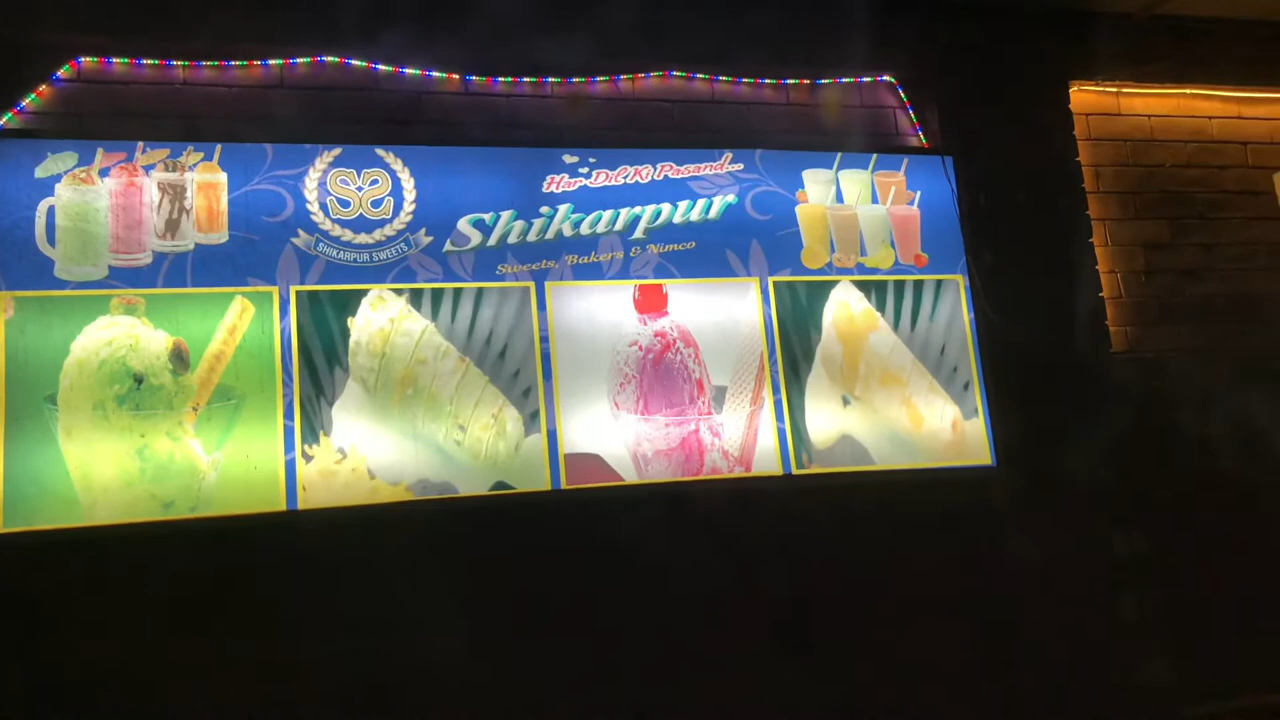 SS
SHIKARPUR SWEETS
Har Dil Ki Pasand...
Shikarpur
Sweets, Bakers & Nimco